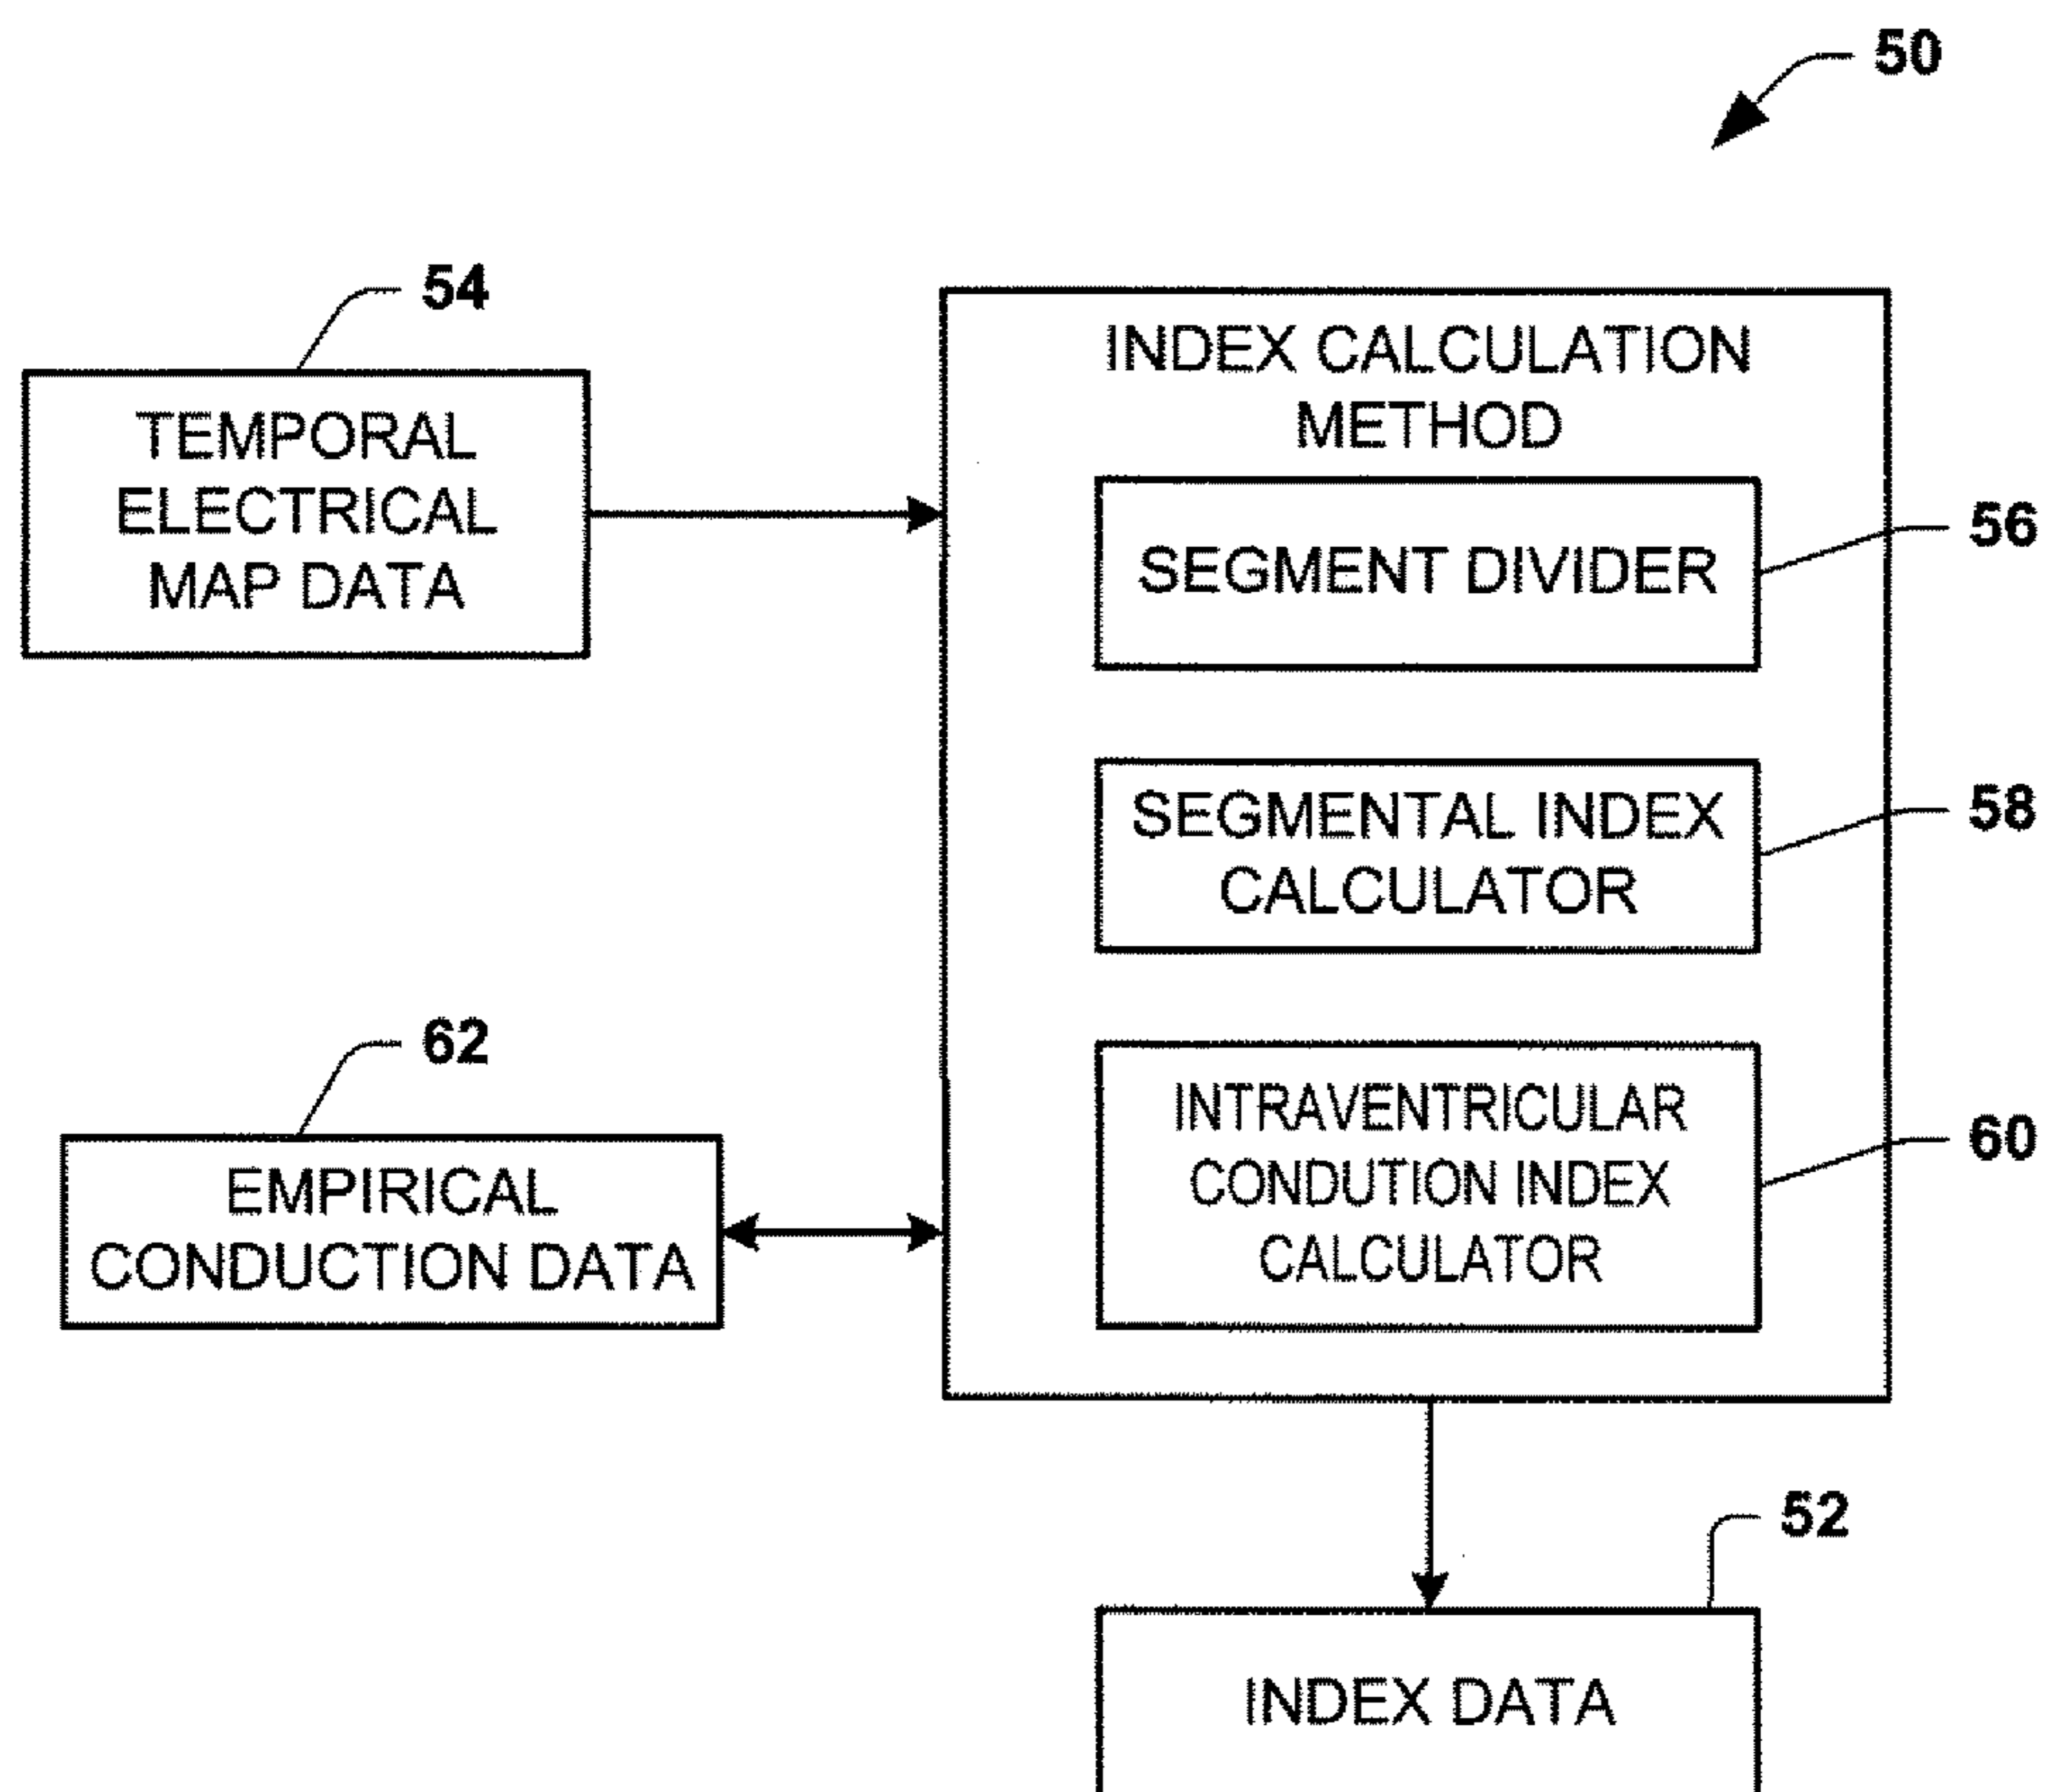 50
54
TEMPORAL
ELECTRICAL
MAP DATA
INDEX CALCULATION
METHOD
SEGMENT DIVIDER
56
SEGMENTAL INDEX
CALCULATOR
58
62
EMPIRICAL
CONDUCTION DATA
INTRAVENTRICULAR
CONDUTION INDEX
CALCULATOR
60
52
INDEX DATA